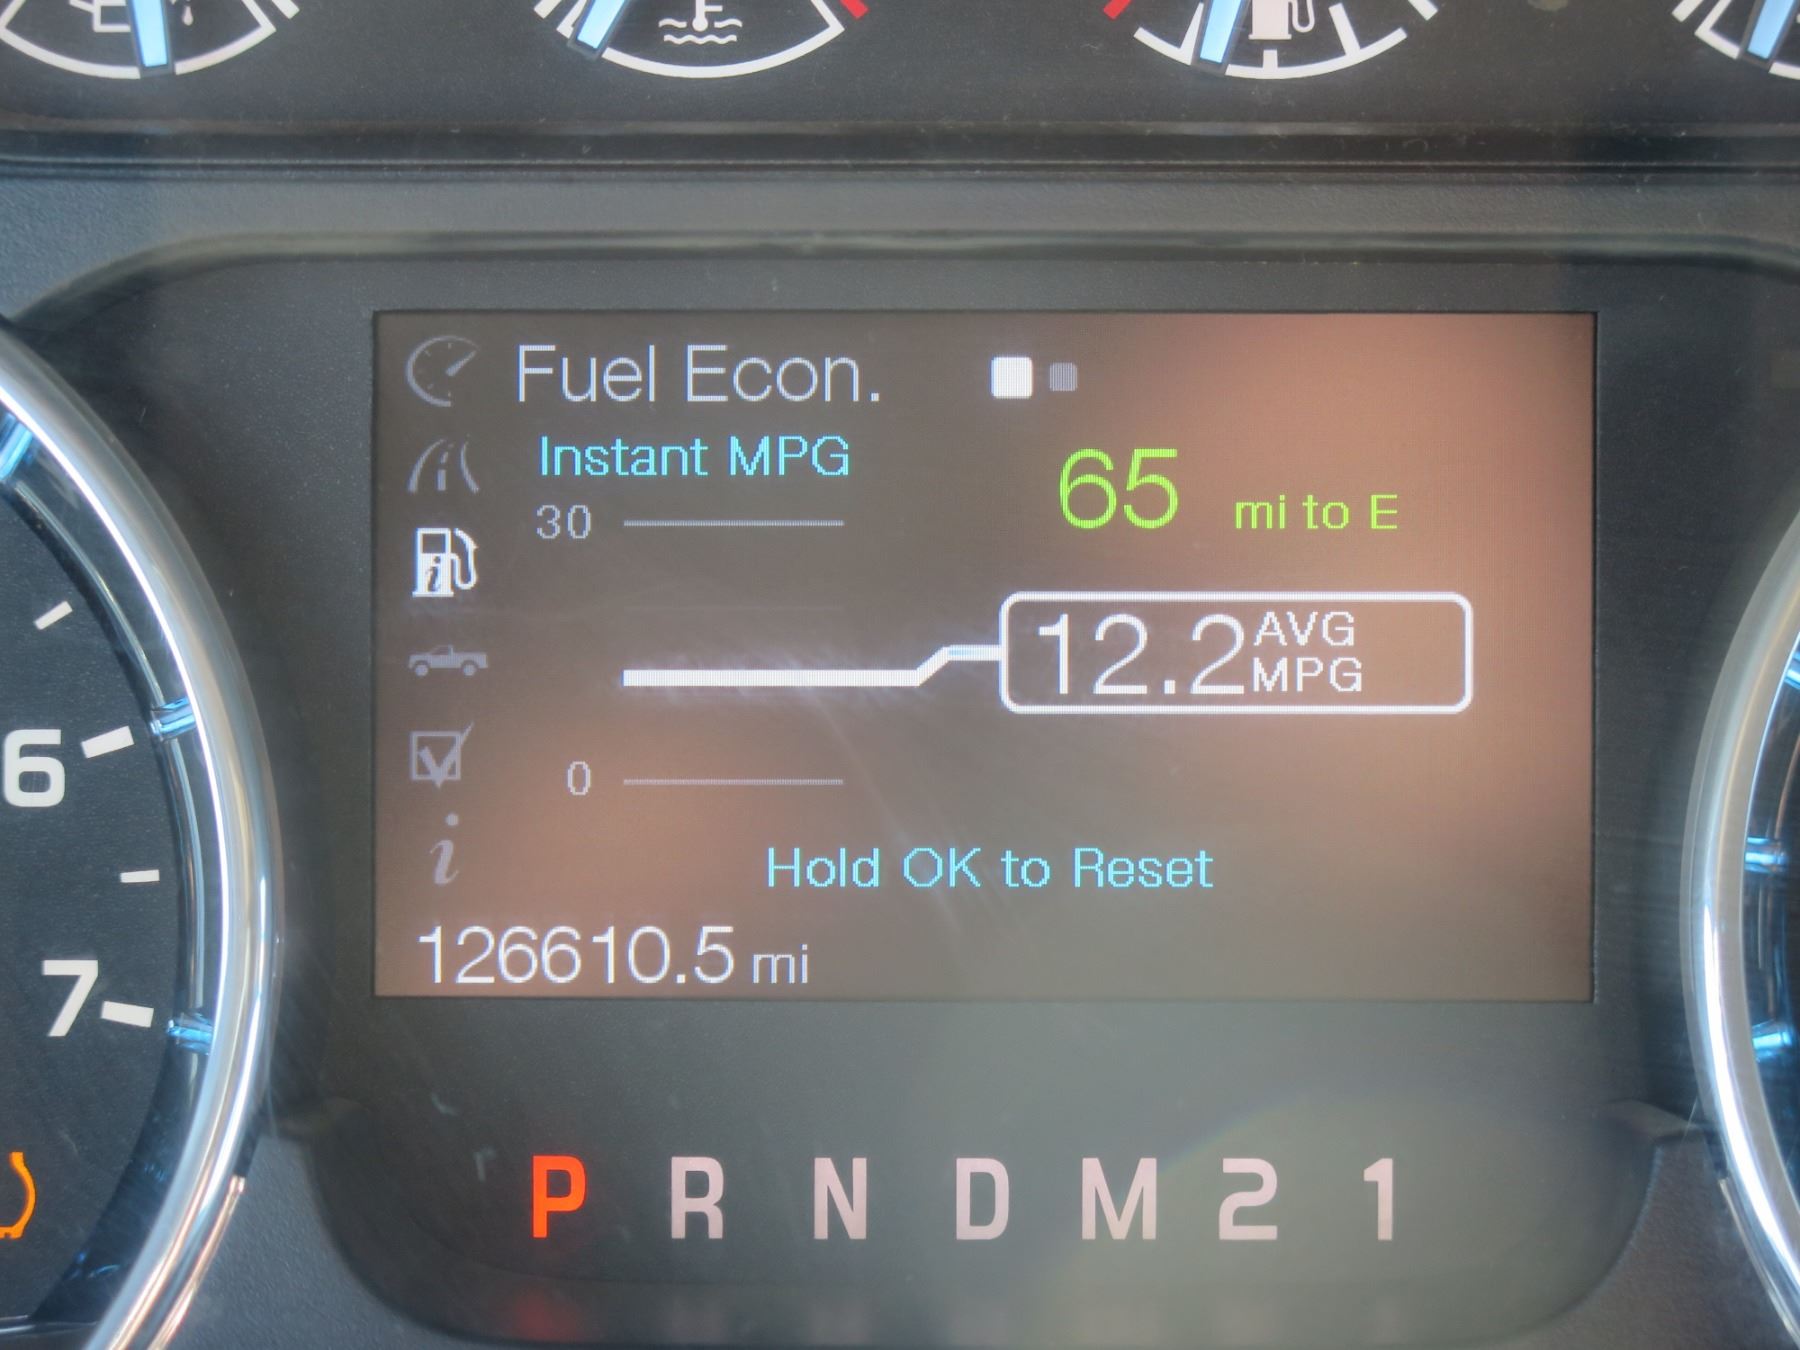 Fuel Econ.
Instant MPG
30
65 mi to E
12.2 AVG MPG
0
Hold OK to Reset
126610.5 mi
6
7
P R N D M 2 1